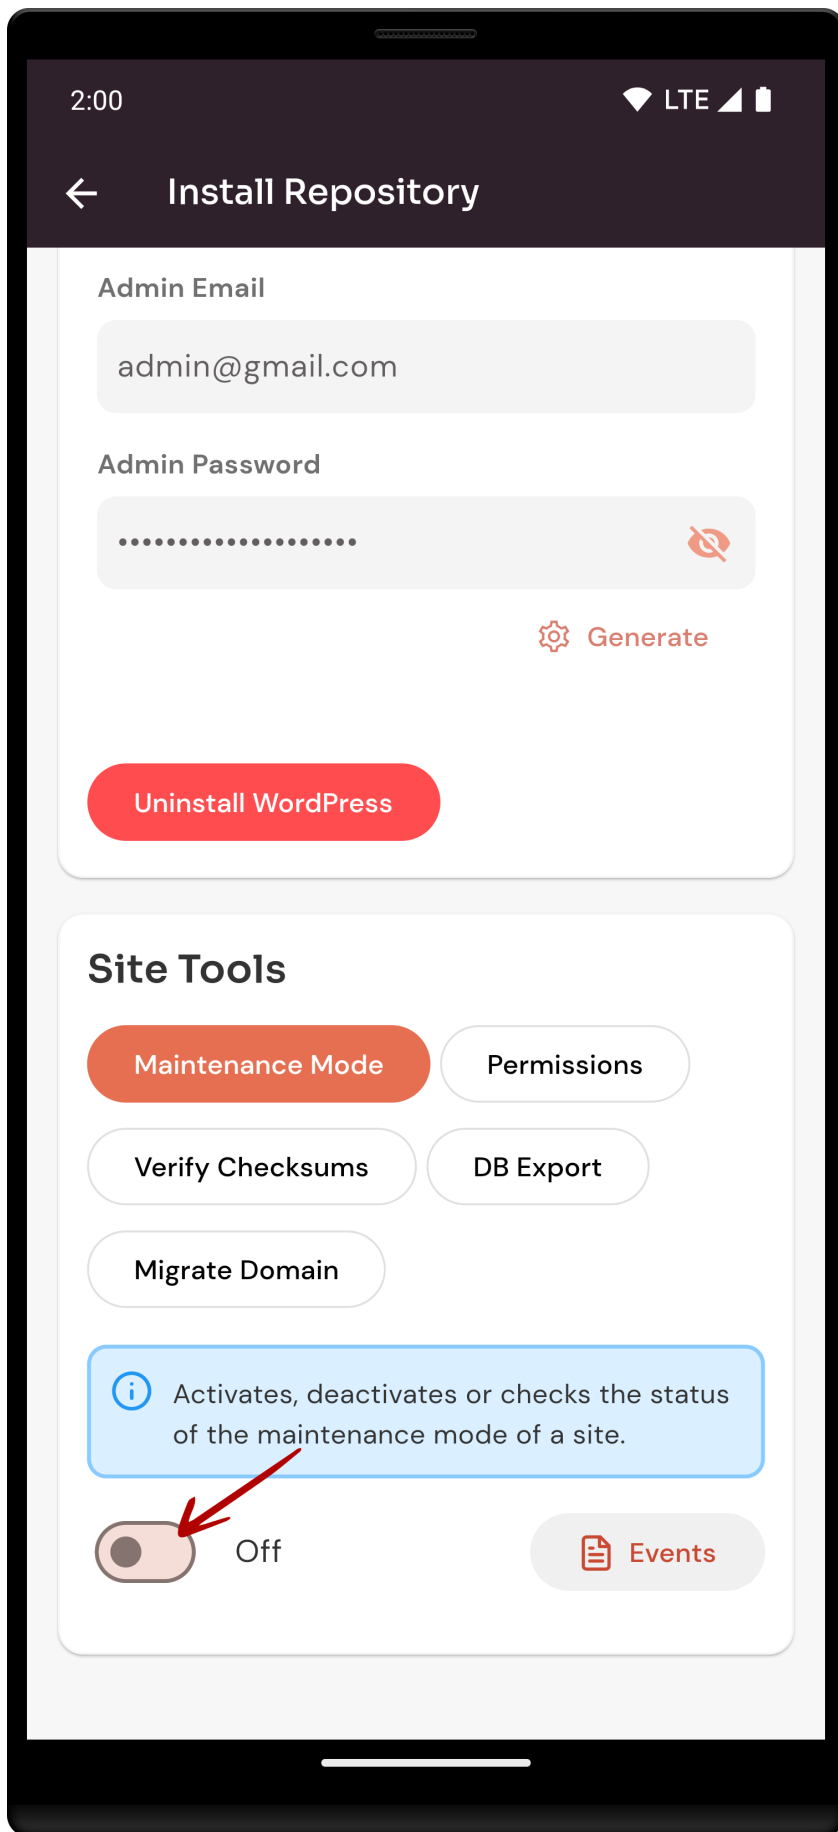 2:00 LTE
Install Repository
Admin Email
admin@gmail.com
Admin Password
••••••••••••••••••••
Generate
Uninstall WordPress
Site Tools
Maintenance Mode Permissions
Verify Checksums DB Export
Migrate Domain
Activates, deactivates or checks the status
of the maintenance mode of a site.
Off Events